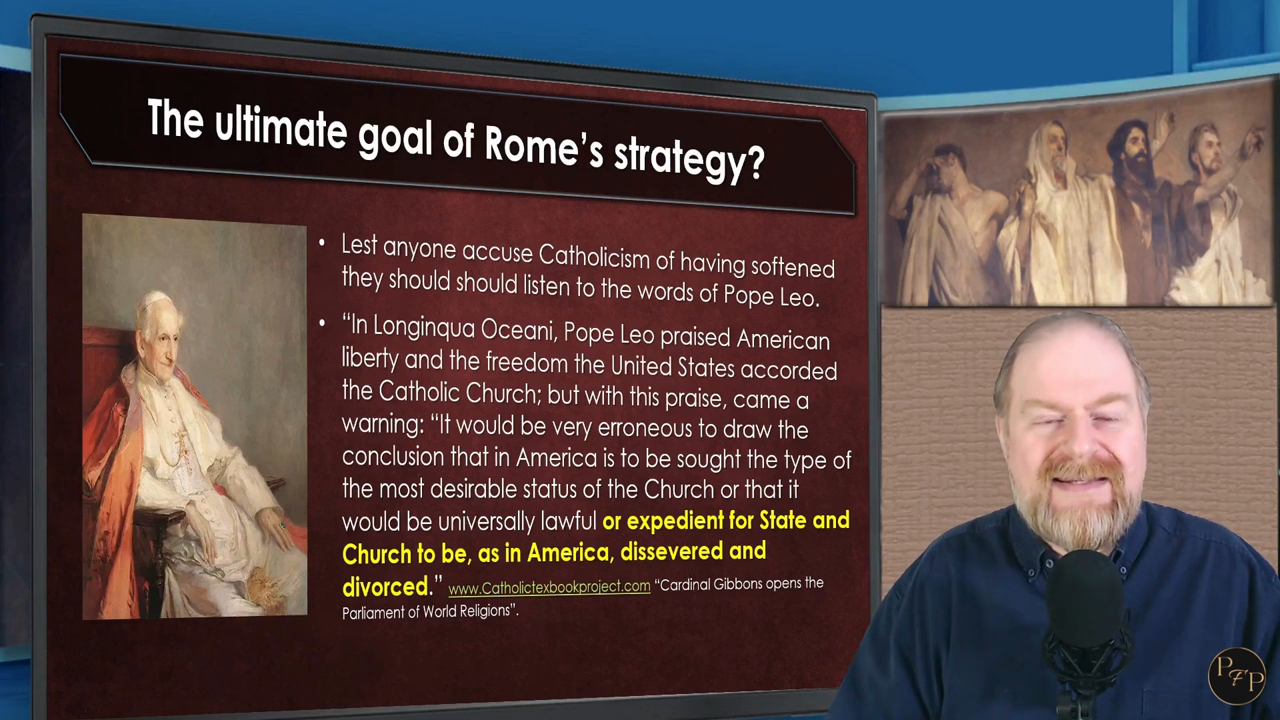 The ultimate goal of Rome's strategy?
• Lest anyone accuse Catholicism of having softened
they should should listen to the words of Pope Leo.
• “In Longinqua Oceani, Pope Leo praised American
liberty and the freedom the United States accorded
the Catholic Church; but with this praise, came a
warning: “It would be very erroneous to draw the
conclusion that in America is to be sought the type of
the most desirable status of the Church or that it
would be universally lawful or expedient for State and
Church to be, as in America, dissevered and
divorced.” www.Catholictexbookproject.com “Cardinal Gibbons opens the
Parliament of World Religions”.
PFP